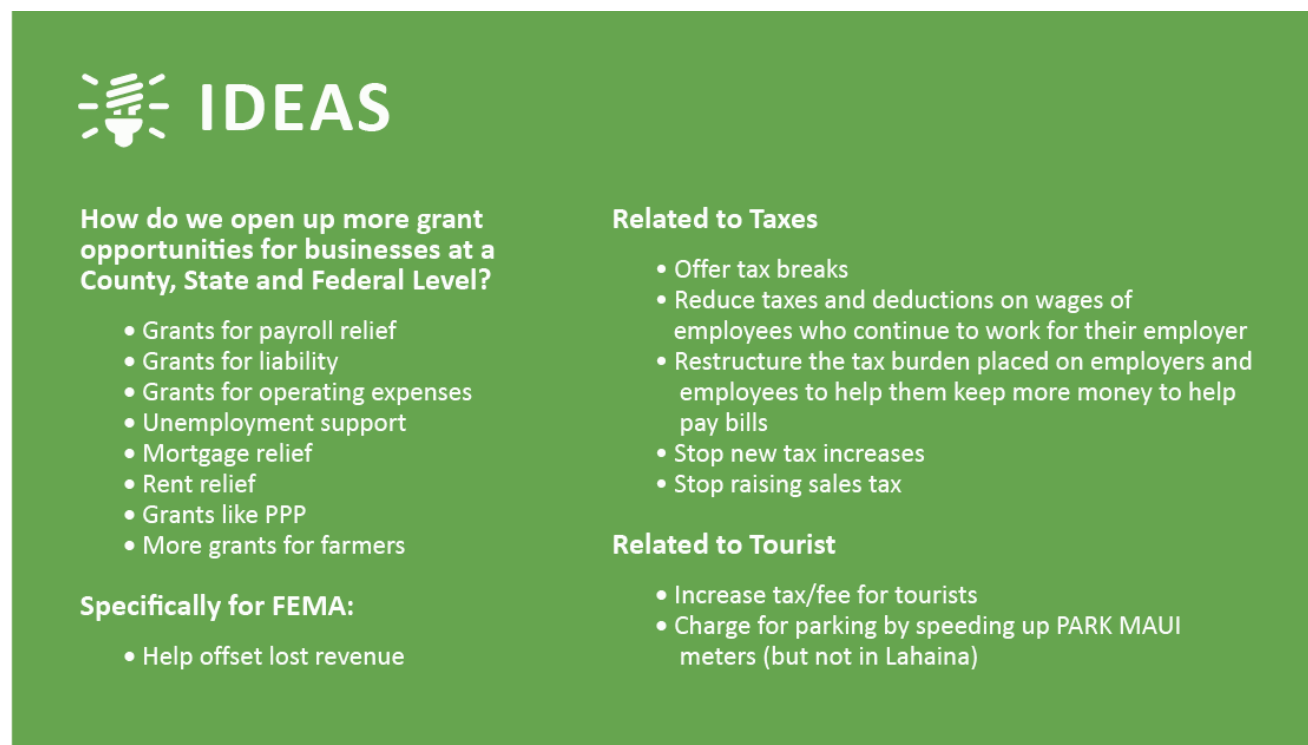 IDEAS
How do we open up more grant
opportunities for businesses at a
County, State and Federal Level?
• Grants for payroll relief
• Grants for liability
• Grants for operating expenses
• Unemployment support
• Mortgage relief
• Rent relief
• Grants like PPP
• More grants for farmers
Specifically for FEMA:
• Help offset lost revenue
Related to Taxes
• Offer tax breaks
• Reduce taxes and deductions on wages of
employees who continue to work for their employer
• Restructure the tax burden placed on employers and
employees to help them keep more money to help
pay bills
• Stop new tax increases
• Stop raising sales tax
Related to Tourist
• Increase tax/fee for tourists
• Charge for parking by speeding up PARK MAUI
meters (but not in Lahaina)